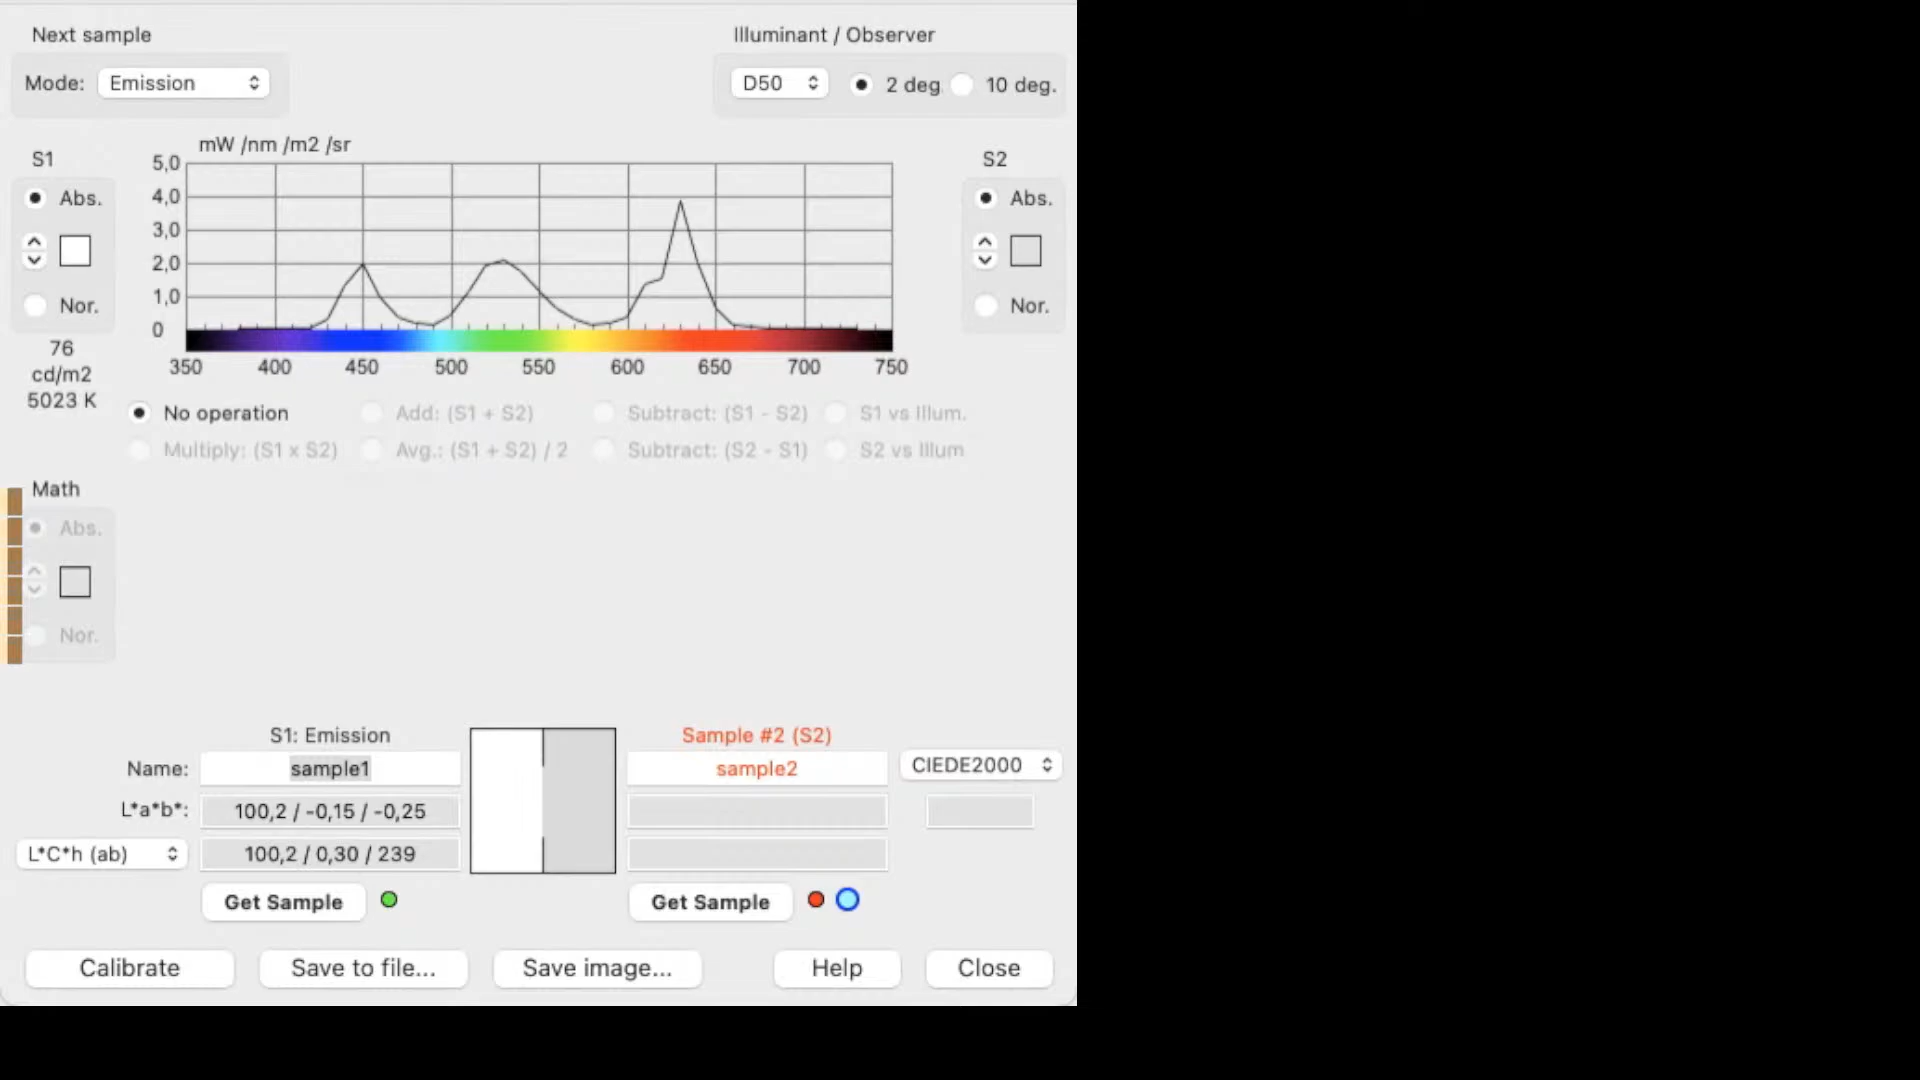 Next sample
Illuminant / Observer
Mode: Emission
D50 2 deg 10 deg.
mW /nm /m2 /sr
S1
S2
5,0
4,0
3,0
2,0
1,0
0
Abs.
Nor.
Abs.
Nor.
350 400 450 500 550 600 650 700 750
76
cd/m2
5023 K
No operation Add: (S1 + S2) Subtract: (S1 - S2) S1 vs Illum.
Multiply: (S1 x S2) Avg.: (S1 + S2) / 2 Subtract: (S2 - S1) S2 vs Illum
Math
Abs.
Nor.
S1: Emission
Sample #2 (S2)
Name: sample1 sample2 CIEDE2000
L*a*b*: 100,2 / -0,15 / -0,25
L*C*h (ab) 100,2 / 0,30 / 239
Get Sample Get Sample
Calibrate Save to file... Save image... Help Close